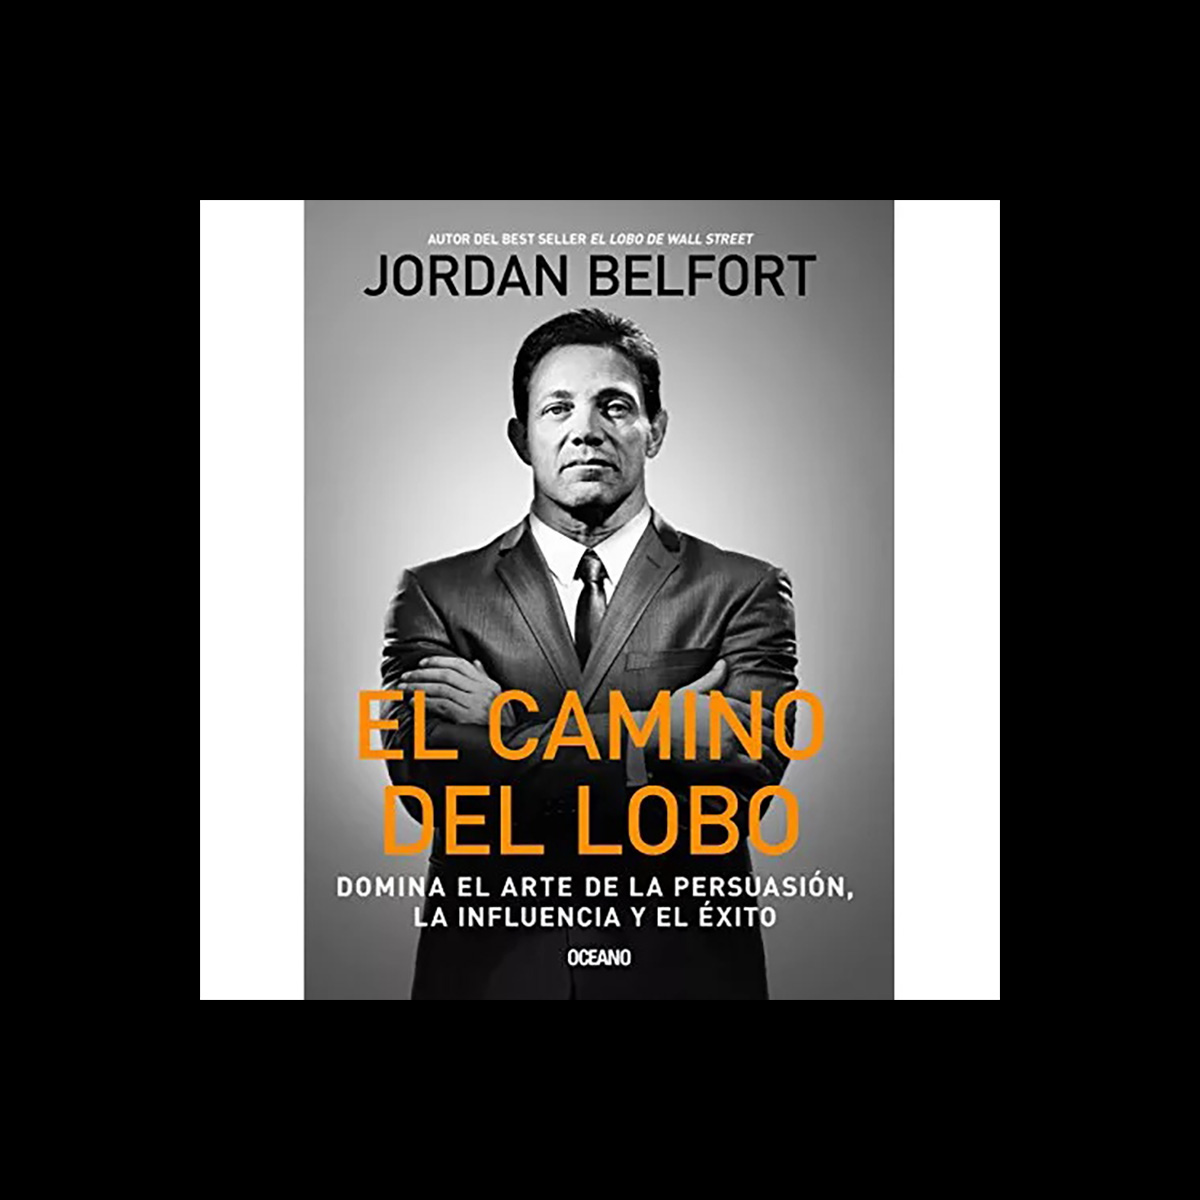 AUTOR DEL BEST SELLER EL LOBO DE WALL STREET
JORDAN BELFORT
EL CAMINO
DEL LOBO
DOMINA EL ARTE DE LA PERSUASIÓN,
LA INFLUENCIA Y EL ÉXITO
OCEANO